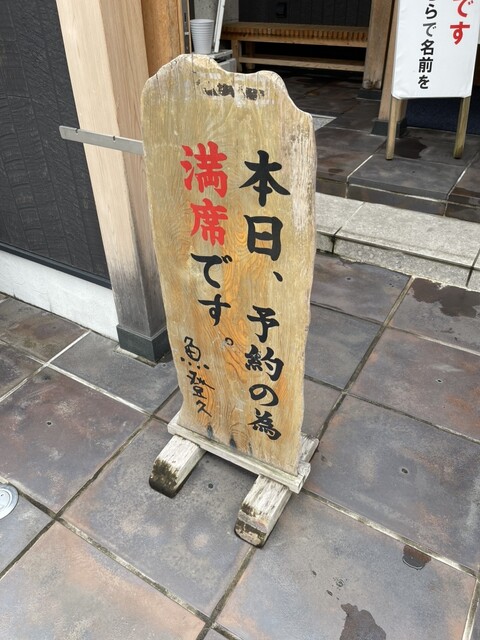 本日、予約の為
満席です。
魚登久
です
らで名前を